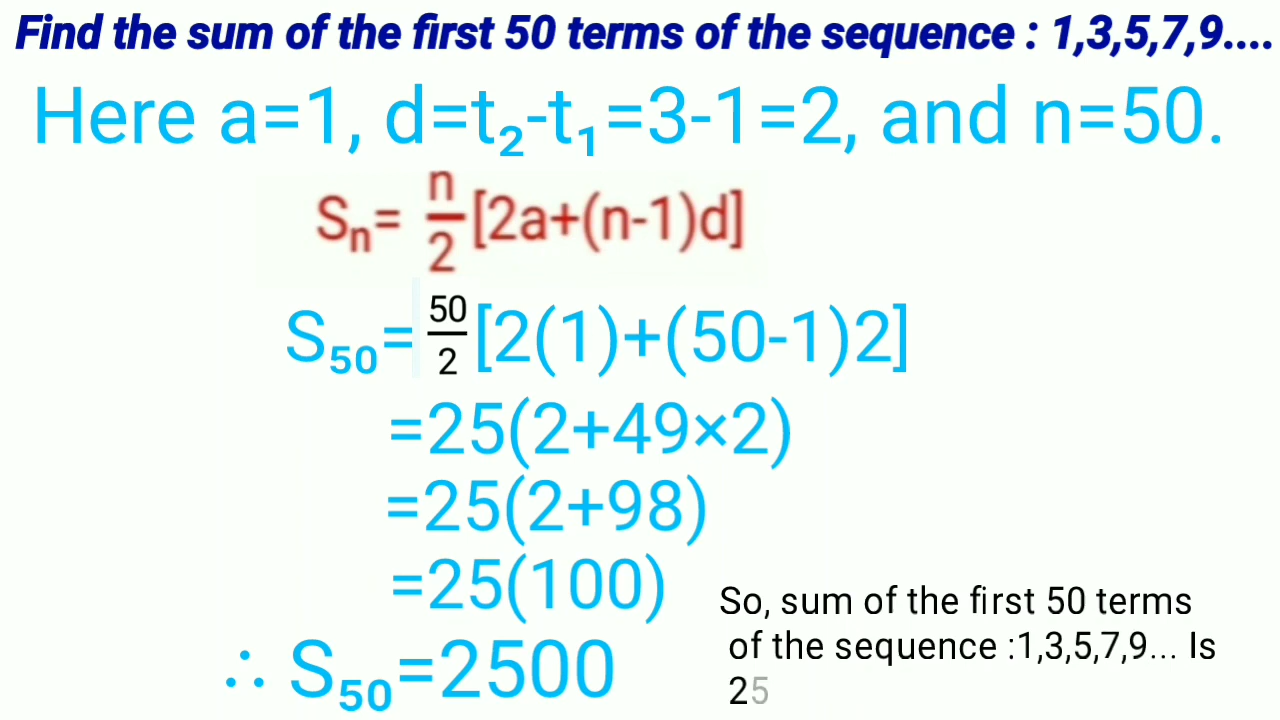 Find the sum of the first 50 terms of the sequence : 1,3,5,7,9....
Here a=1, d=t₂-t₁=3-1=2, and n=50.
Sₙ= n/2 [2a+(n-1)d]
S₅₀= 50/2 [2(1)+(50-1)2]
=25(2+49×2)
=25(2+98)
=25(100)
∴ S₅₀=2500
So, sum of the first 50 terms
of the sequence :1,3,5,7,9... Is
25